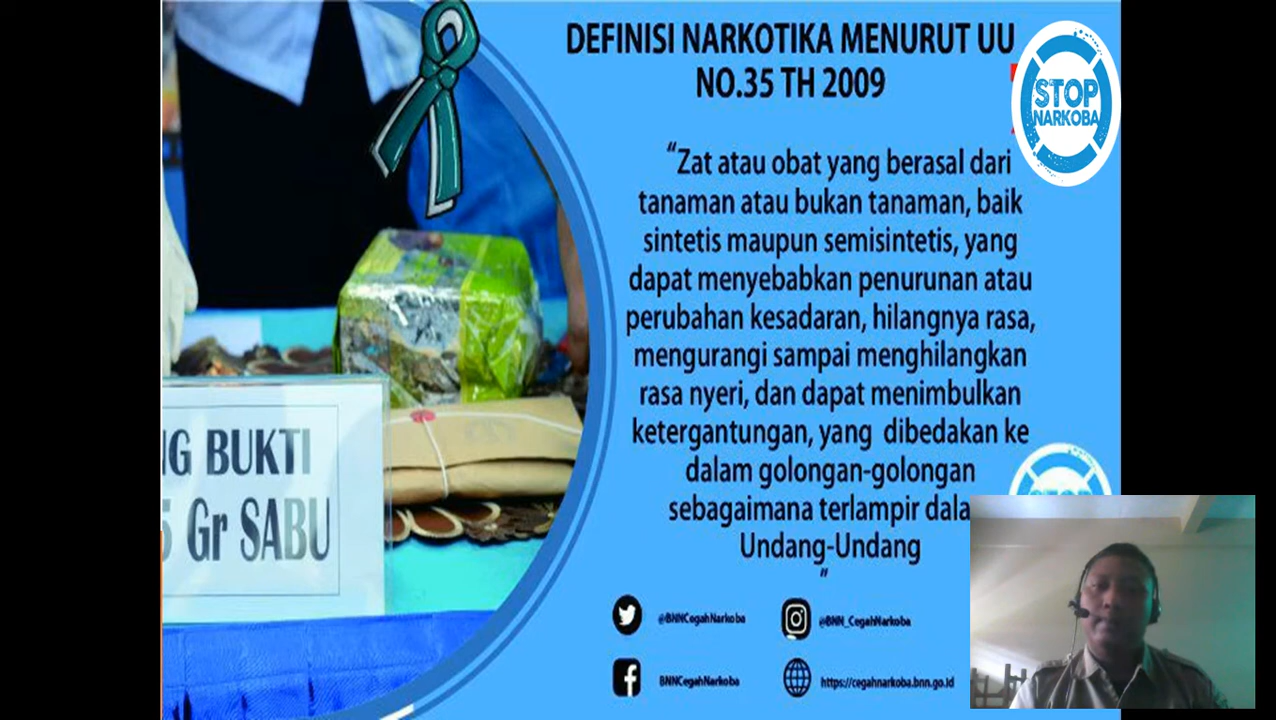 DEFINISI NARKOTIKA MENURUT UU
NO.35 TH 2009
STOP
NARKOBA
“Zat atau obat yang berasal dari
tanaman atau bukan tanaman, baik
sintetis maupun semisintetis, yang
dapat menyebabkan penurunan atau
perubahan kesadaran, hilangnya rasa,
mengurangi sampai menghilangkan
rasa nyeri, dan dapat menimbulkan
ketergantungan, yang dibedakan ke
dalam golongan-golongan
sebagaimana terlampir dala
Undang-Undang
”
NG BUKTI
5 Gr SABU
@BNNCegahNarkoba
@BNN_CegahNarkoba
BNNCegahNarkoba
https://cegahnarkoba.bnn.go.id